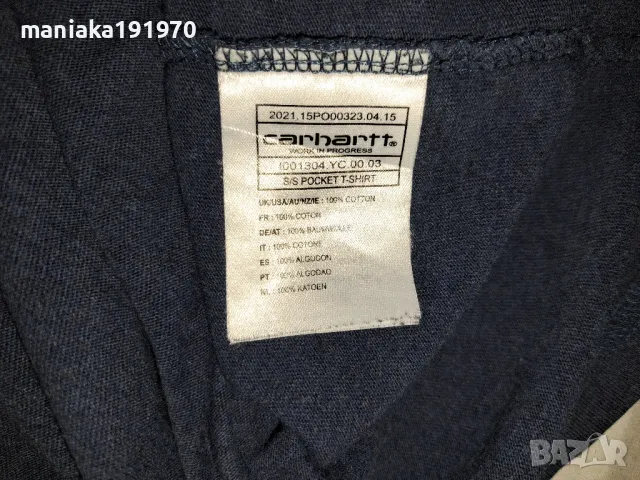 maniaka191970
2021.15PO00323.04.15
carhartt®
WORK IN PROGRESS
I001304.YC.00.03
S/S POCKET T-SHIRT
UK/USA/AU/NZ/IE : 100% COTTON
FR : 100% COTON
DE/AT : 100% BAUMWOLLE
IT : 100% COTONE
ES : 100% ALGODON
PT : 100% ALGODAO
NL : 100% KATOEN
BAZAR